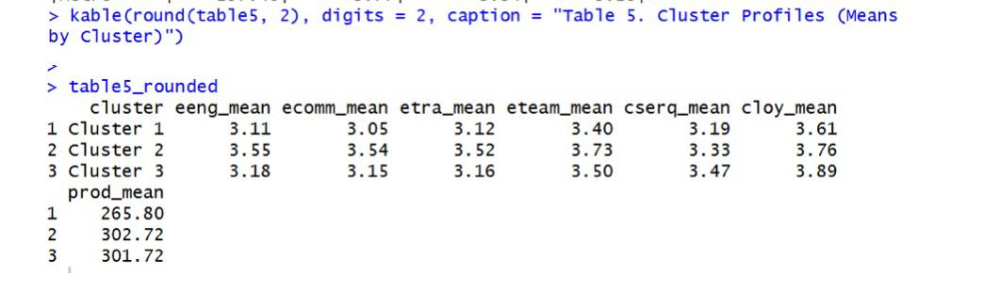 > kable(round(table5, 2), digits = 2, caption = "Table 5. Cluster Profiles (Means
by Cluster)")
>
> table5_rounded
cluster eeng_mean ecomm_mean etra_mean eteam_mean cserq_mean cloy_mean
1 Cluster 1 3.11 3.05 3.12 3.40 3.19 3.61
2 Cluster 2 3.55 3.54 3.52 3.73 3.33 3.76
3 Cluster 3 3.18 3.15 3.16 3.50 3.47 3.89
prod_mean
1 265.80
2 302.72
3 301.72